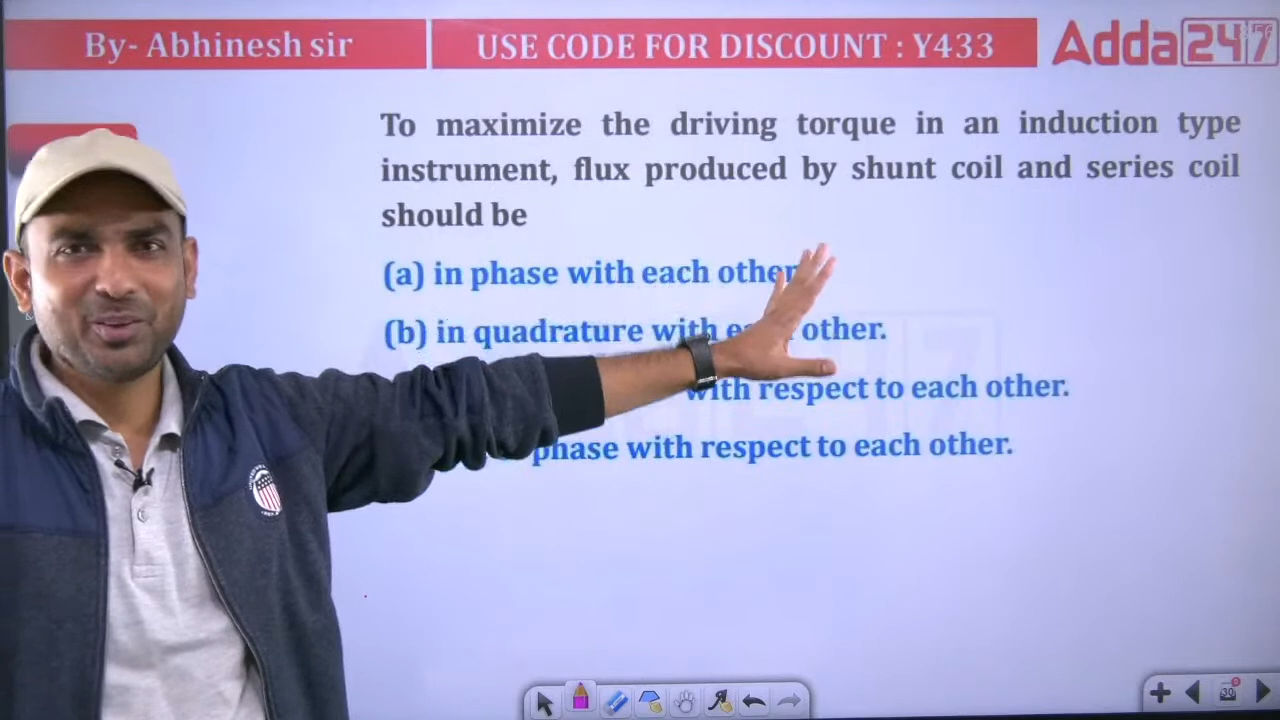 By- Abhinesh sir
USE CODE FOR DISCOUNT : Y433
Adda247
To maximize the driving torque in an induction type
instrument, flux produced by shunt coil and series coil
should be
(a) in phase with each other
(b) in quadrature with other.
with respect to each other.
phase with respect to each other.
30